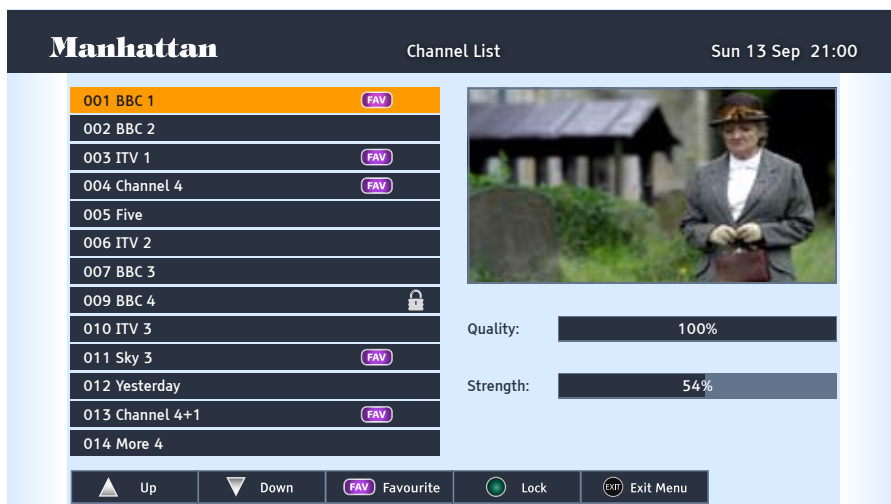 Manhattan Channel List Sun 13 Sep 21:00
001 BBC 1 FAV
002 BBC 2
003 ITV 1 FAV
004 Channel 4 FAV
005 Five
006 ITV 2
007 BBC 3
009 BBC 4
010 ITV 3
011 Sky 3 FAV
012 Yesterday
013 Channel 4+1 FAV
014 More 4
Quality: 100%
Strength: 54%
Up Down FAV Favourite Lock EXIT Exit Menu